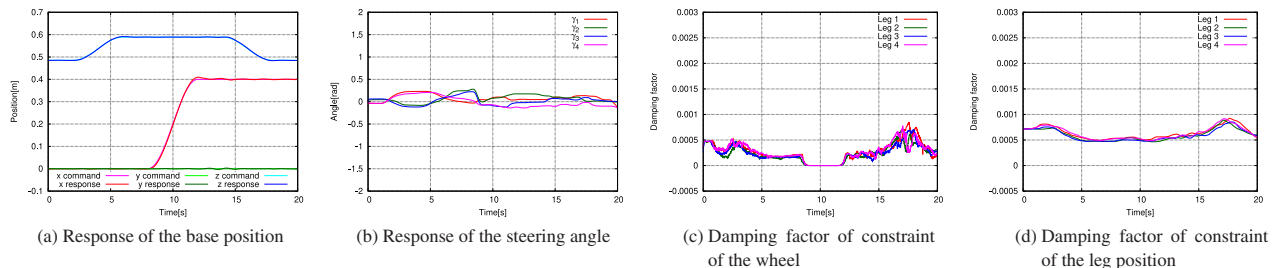 0.7
0.6
0.5
0.4
0.3
0.2
0.1
0
-0.1
Position[m]
0 5 10 15 20
Time[s]
x command
x response
y command
y response
z command
z response
(a) Response of the base position
2
1.5
1
0.5
0
-0.5
-1
-1.5
-2
Angle[rad]
0 5 10 15 20
Time[s]
γ1
γ2
γ3
γ4
(b) Response of the steering angle
0.003
0.0025
0.002
0.0015
0.001
0.0005
0
-0.0005
Damping factor
0 5 10 15 20
Time[s]
Leg 1
Leg 2
Leg 3
Leg 4
(c) Damping factor of constraint
of the wheel
0.003
0.0025
0.002
0.0015
0.001
0.0005
0
-0.0005
Damping factor
0 5 10 15 20
Time[s]
Leg 1
Leg 2
Leg 3
Leg 4
(d) Damping factor of constraint
of the leg position